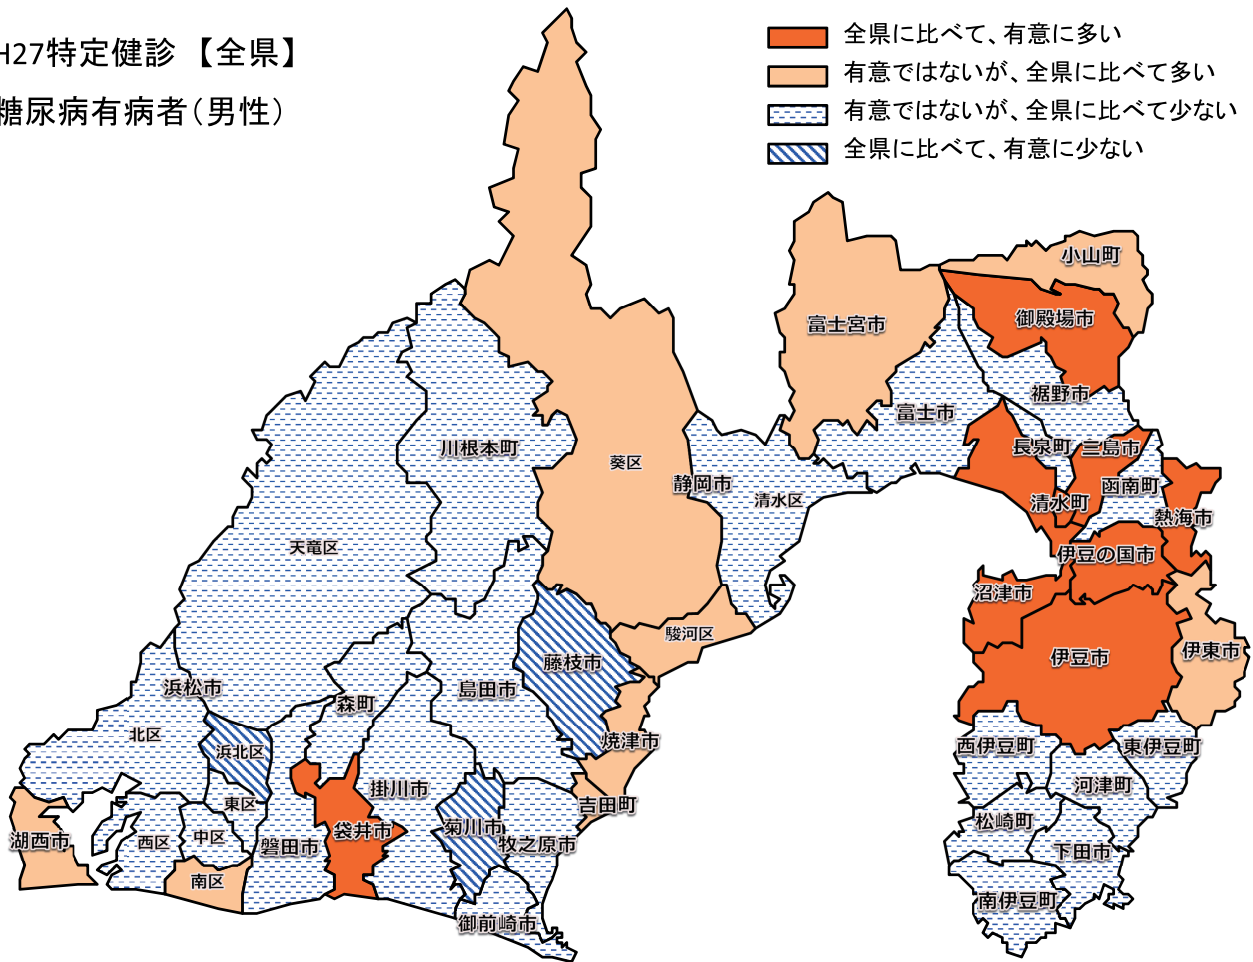 H27特定健診 【全県】
糖尿病有病者（男性）
全県に比べて、有意に多い
有意ではないが、全県に比べて多い
有意ではないが、全県に比べて少ない
全県に比べて、有意に少ない
小山町
御殿場市
富士宮市
裾野市
富士市
川根本町
長泉町
三島市
葵区
静岡市
清水区
函南町
清水町
熱海市
天竜区
伊豆の国市
沼津市
駿河区
伊豆市
伊東市
藤枝市
浜松市
島田市
森町
北区
浜北区
焼津市
西伊豆町
東伊豆町
掛川市
河津町
東区
吉田町
湖西市
西区
中区
磐田市
袋井市
菊川市
牧之原市
松崎町
下田市
南区
南伊豆町
御前崎市